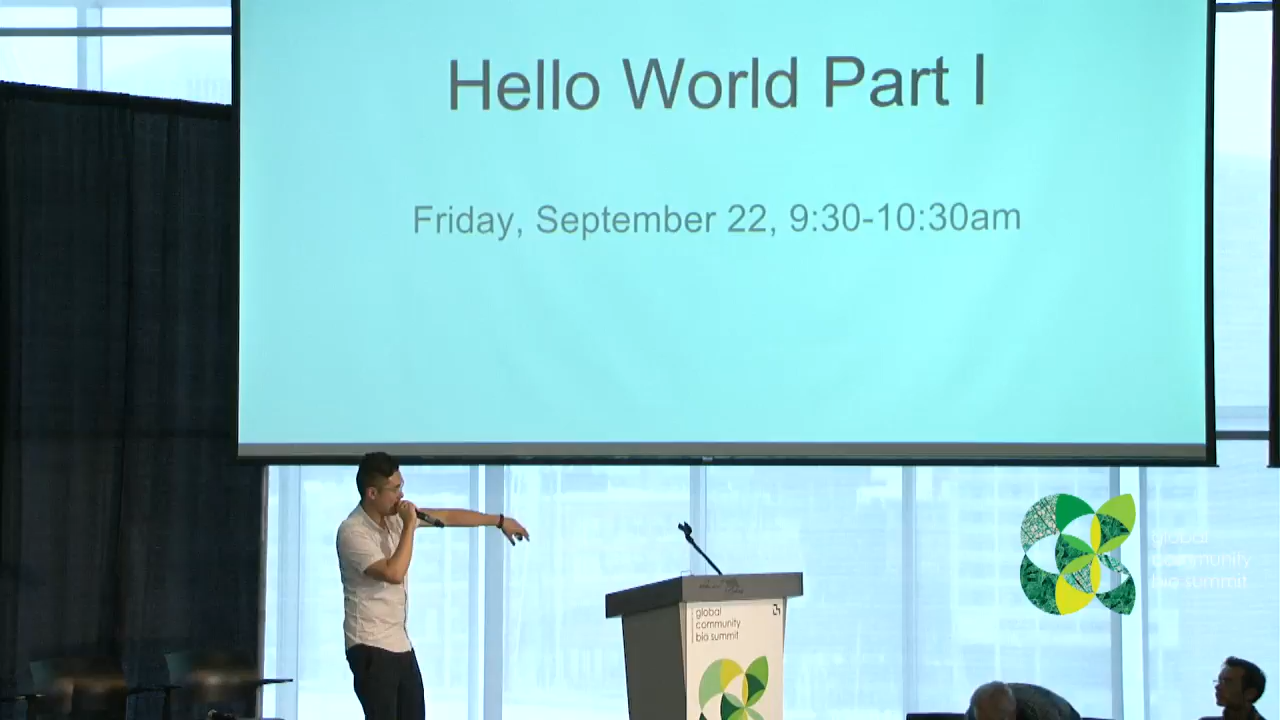 Hello World Part I
Friday, September 22, 9:30-10:30am
global
community
bio summit
global
community
bio summit